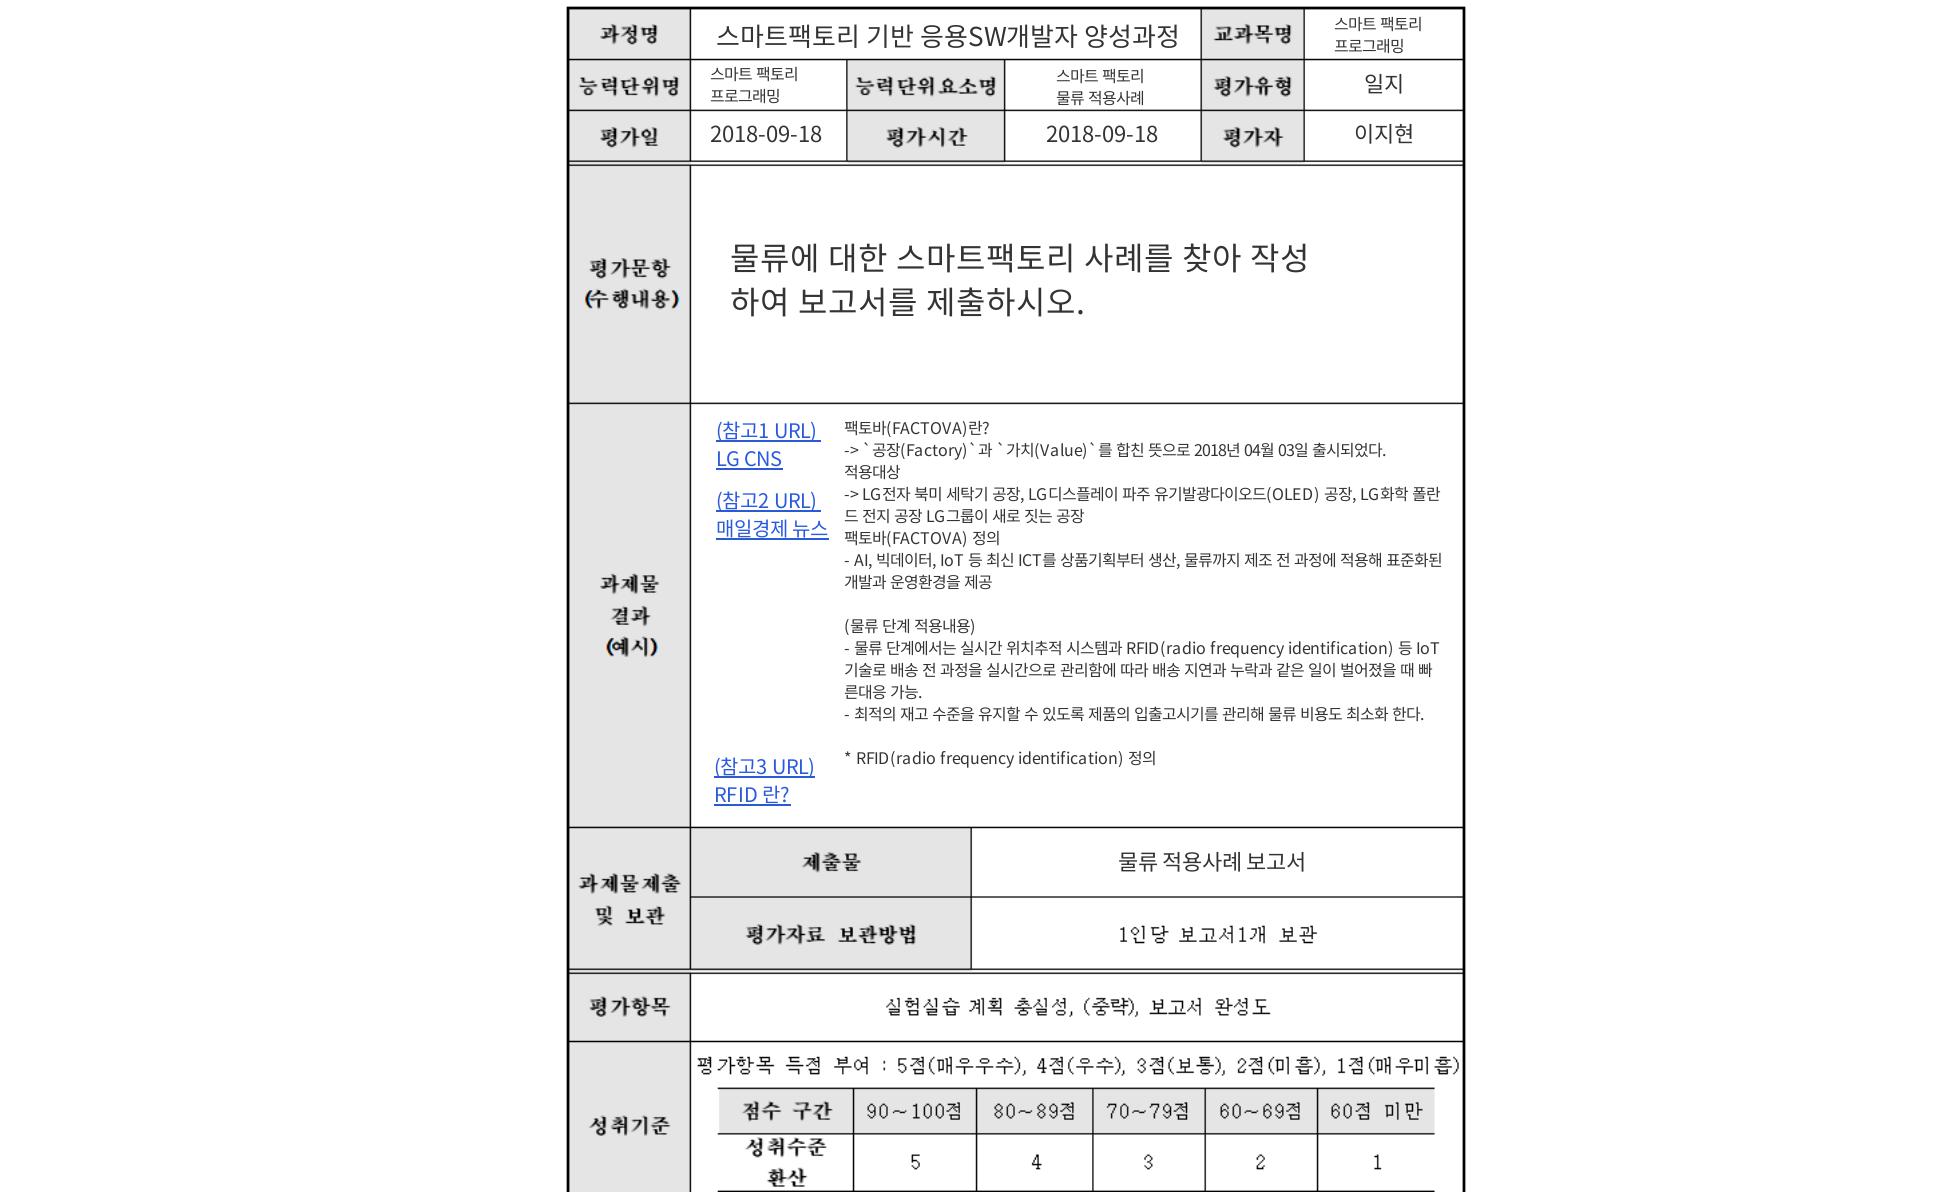 과정명 스마트팩토리 기반 응용SW개발자 양성과정 교과목명 스마트 팩토리
프로그래밍
능력단위명 스마트 팩토리
프로그래밍
능력단위요소명 스마트 팩토리
물류 적용사례
평가유형 일지
평가일 2018-09-18 평가시간 2018-09-18 평가자 이지현
평가문항
(수행내용)
물류에 대한 스마트팩토리 사례를 찾아 작성
하여 보고서를 제출하시오.
과제물
결과
(예시)
(참고1 URL)
LG CNS
(참고2 URL)
매일경제 뉴스
팩토바(FACTOVA)란?
-> `공장(Factory)`과 `가치(Value)`를 합친 뜻으로 2018년 04월 03일 출시되었다.
적용대상
-> LG전자 북미 세탁기 공장, LG디스플레이 파주 유기발광다이오드(OLED) 공장, LG화학 폴란
드 전지 공장 LG그룹이 새로 짓는 공장
팩토바(FACTOVA) 정의
- AI, 빅데이터, IoT 등 최신 ICT를 상품기획부터 생산, 물류까지 제조 전 과정에 적용해 표준화된
개발과 운영환경을 제공
(물류 단계 적용내용)
- 물류 단계에서는 실시간 위치추적 시스템과 RFID(radio frequency identification) 등 IoT
기술로 배송 전 과정을 실시간으로 관리함에 따라 배송 지연과 누락과 같은 일이 벌어졌을 때 빠
른대응 가능.
- 최적의 재고 수준을 유지할 수 있도록 제품의 입출고시기를 관리해 물류 비용도 최소화 한다.
* RFID(radio frequency identification) 정의
(참고3 URL)
RFID 란?
과제물제출
및 보관
제출물 물류 적용사례 보고서
평가자료 보관방법 1인당 보고서1개 보관
평가항목 실험실습 계획 충실성, (중략), 보고서 완성도
성취기준
평가항목 득점 부여 : 5점(매우우수), 4점(우수), 3점(보통), 2점(미흡), 1점(매우미흡)
점수 구간 90~100점 80~89점 70~79점 60~69점 60점 미만
성취수준
환산
5 4 3 2 1